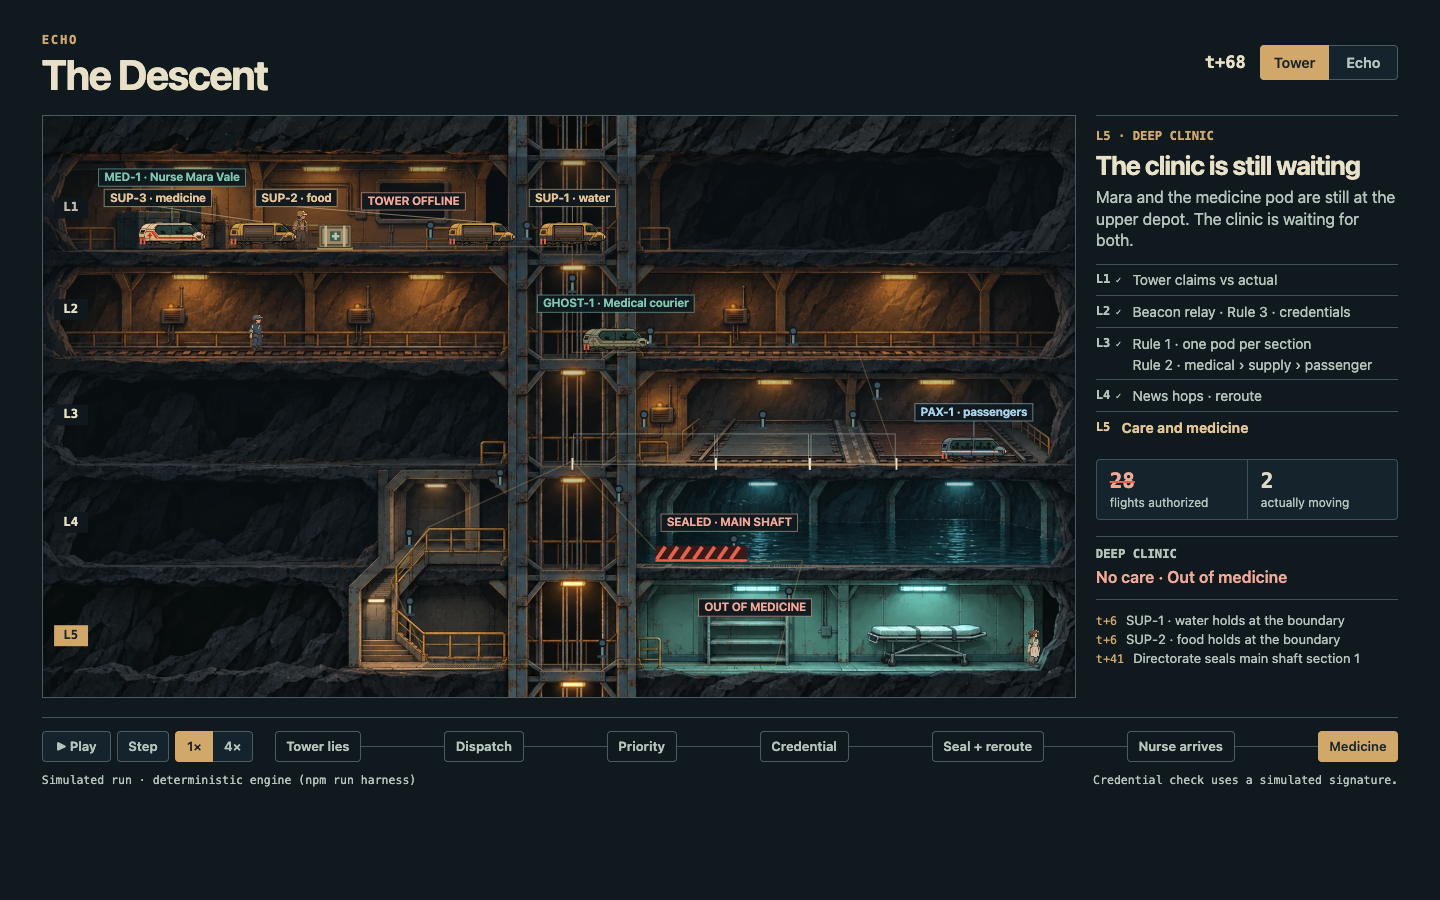 ECHO
The Descent
t+68
Tower
Echo
MED-1 · Nurse Mara Vale
SUP-3 · medicine
SUP-2 · food
TOWER OFFLINE
SUP-1 · water
L1
L2
GHOST-1 · Medical courier
L3
PAX-1 · passengers
L4
SEALED · MAIN SHAFT
OUT OF MEDICINE
L5
L5 · DEEP CLINIC
The clinic is still waiting
Mara and the medicine pod are still at the
upper depot. The clinic is waiting for
both.
L1 ✓ Tower claims vs actual
L2 ✓ Beacon relay · Rule 3 · credentials
L3 ✓ Rule 1 · one pod per section
Rule 2 · medical › supply › passenger
L4 ✓ News hops · reroute
L5 Care and medicine
28
flights authorized
2
actually moving
DEEP CLINIC
No care · Out of medicine
t+6 SUP-1 · water holds at the boundary
t+6 SUP-2 · food holds at the boundary
t+41 Directorate seals main shaft section 1
▶ Play
Step
1×
4×
Tower lies
Dispatch
Priority
Credential
Seal + reroute
Nurse arrives
Medicine
Simulated run · deterministic engine (npm run harness)
Credential check uses a simulated signature.